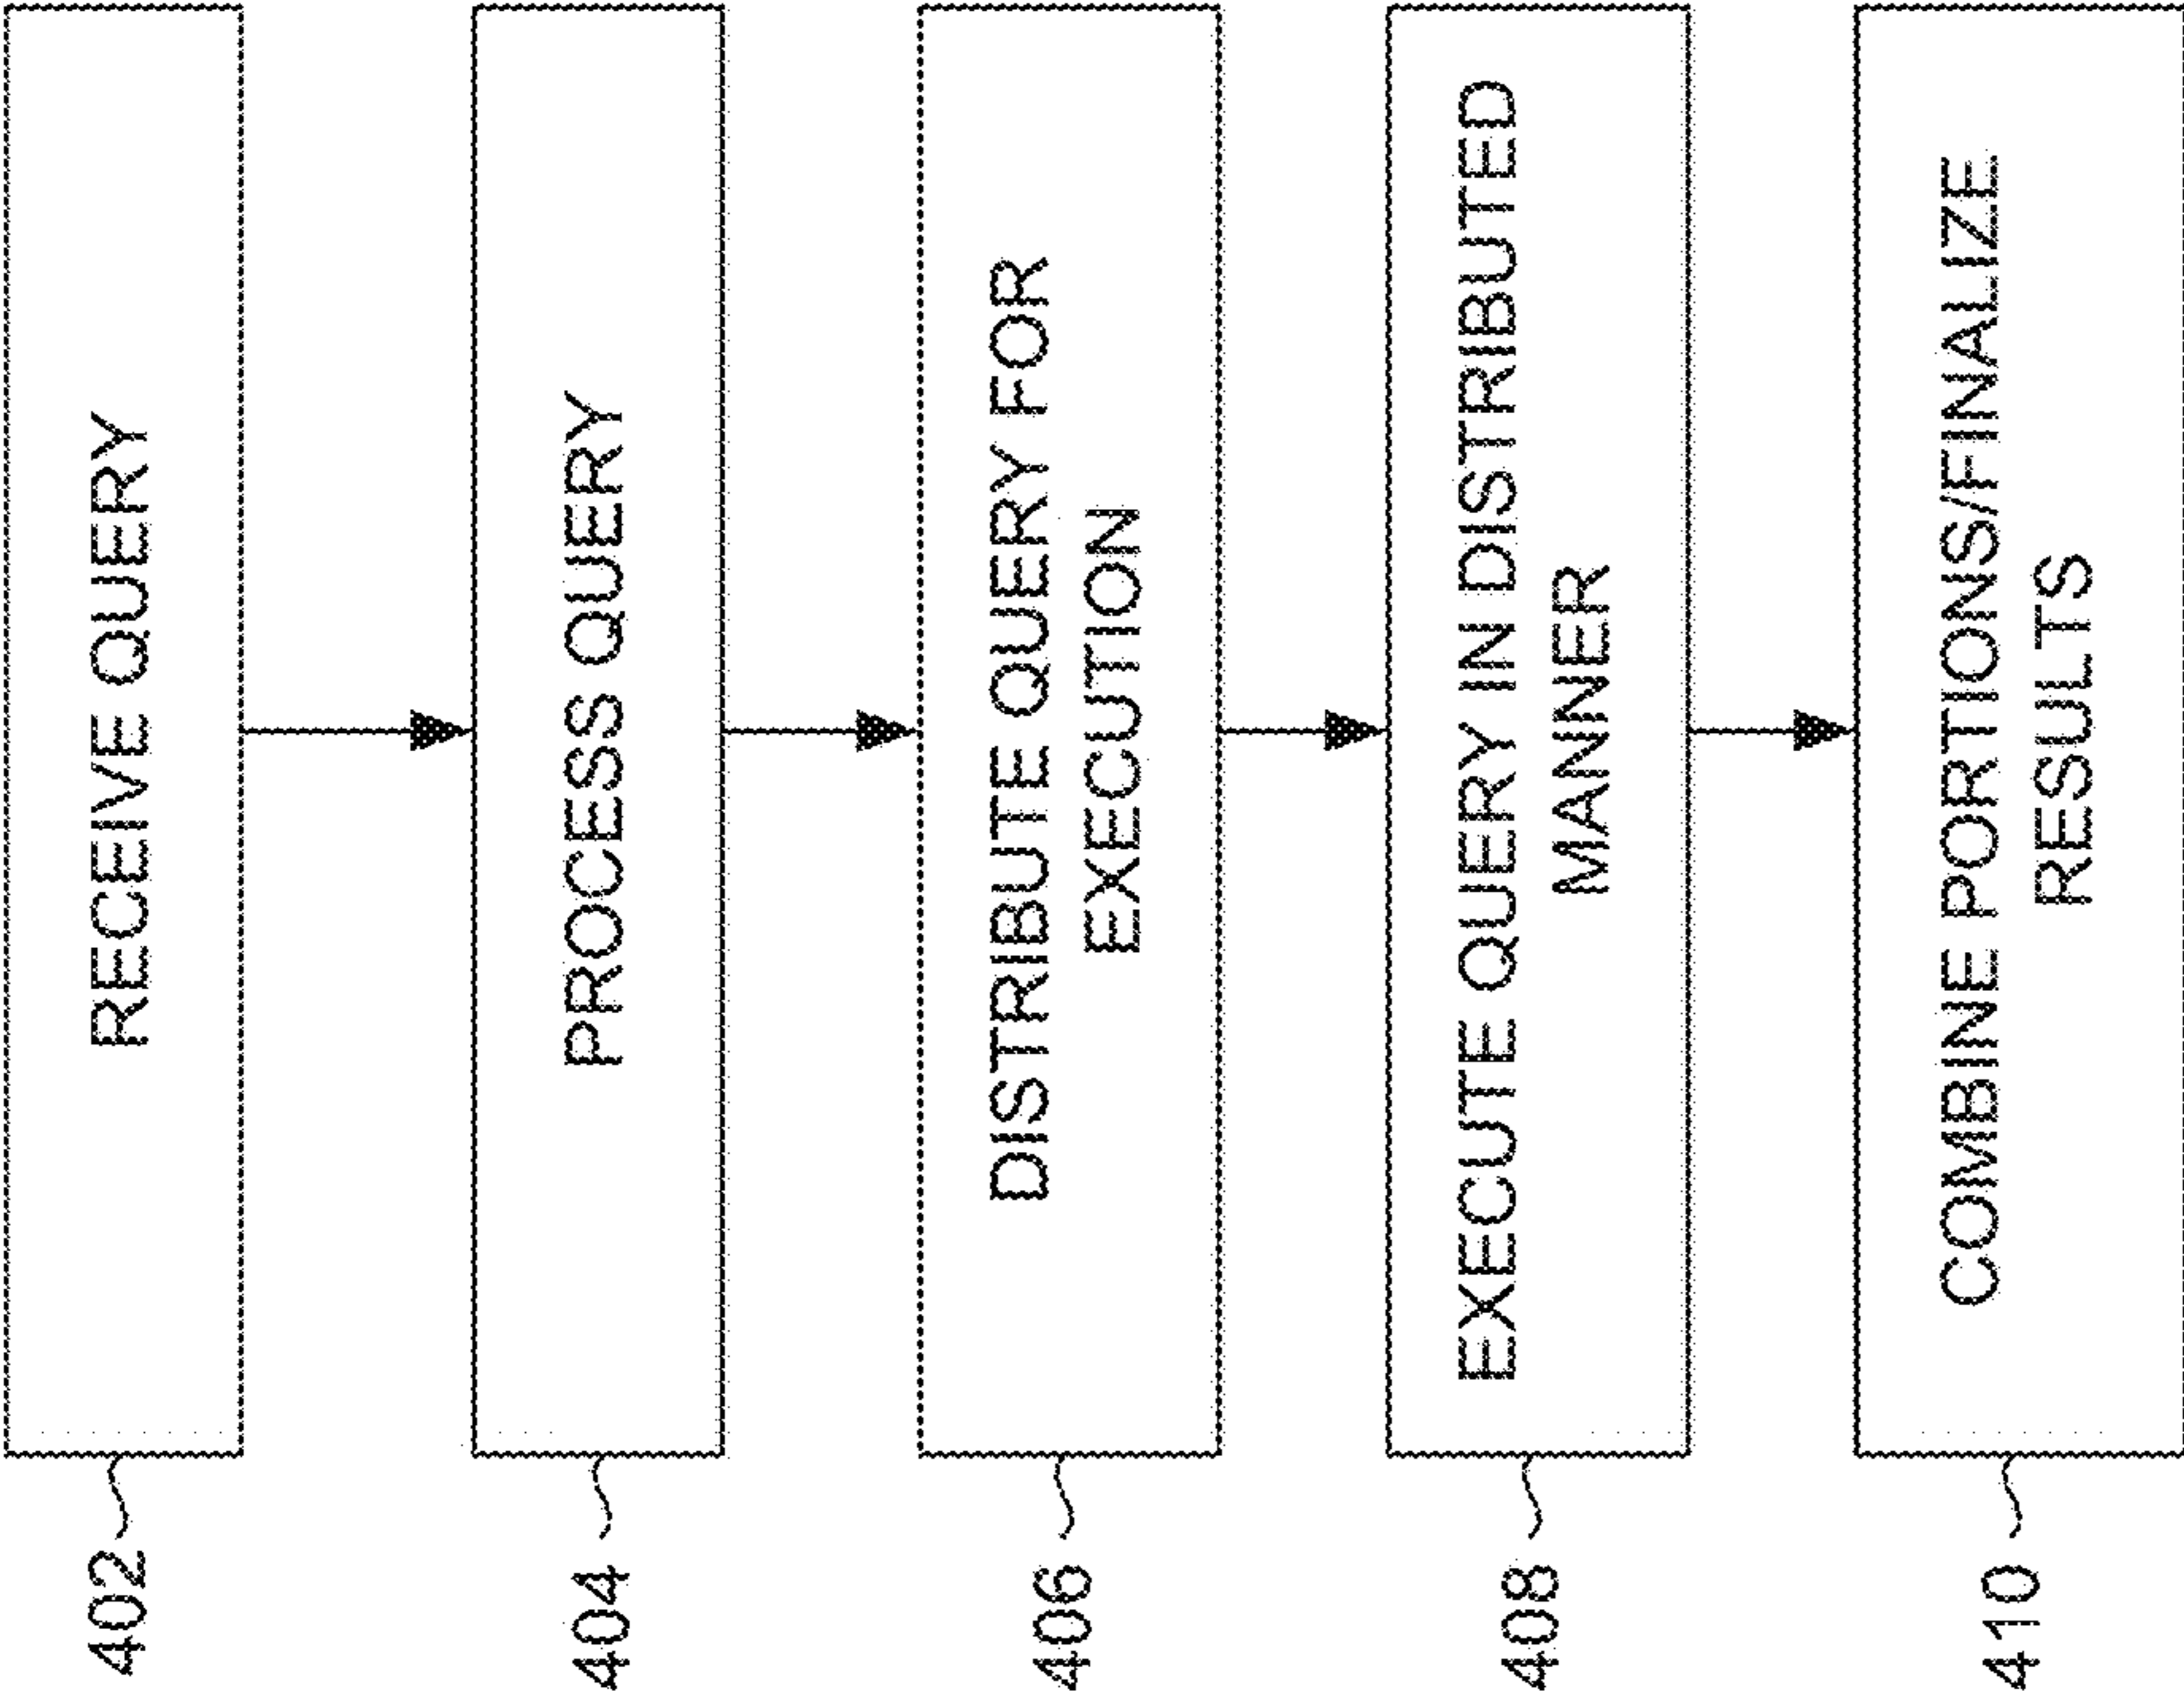 402
RECEIVE QUERY
404
PROCESS QUERY
406
DISTRIBUTE QUERY FOR
EXECUTION
408
EXECUTE QUERY IN DISTRIBUTED
MANNER
410
COMBINE PORTIONS/FINALIZE
RESULTS